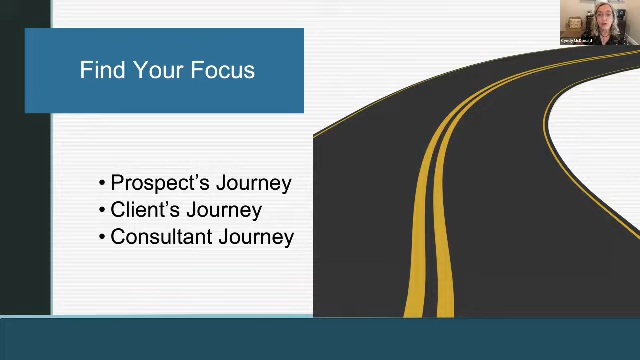 Find Your Focus
• Prospect's Journey
• Client's Journey
• Consultant Journey